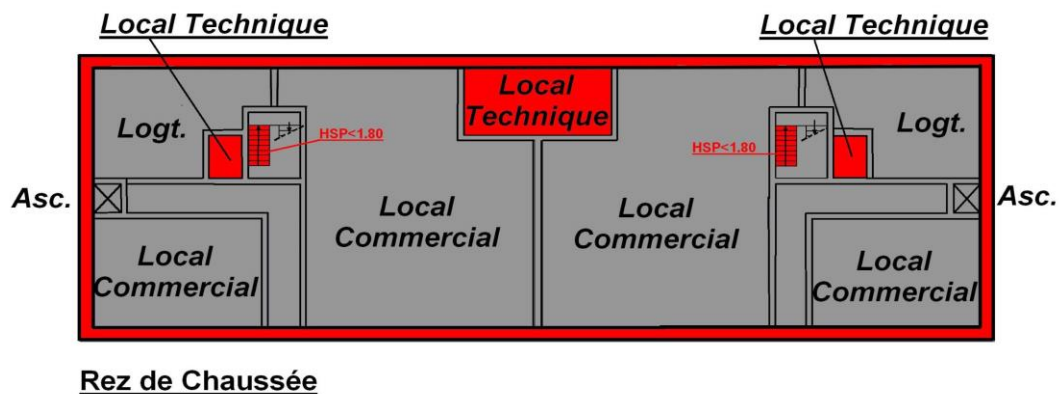 Local Technique
Local Technique
Local
Technique
Logt.
HSP<1.80
HSP<1.80
Logt.
Asc.
Asc.
Local
Commercial
Local
Commercial
Local
Commercial
Local
Commercial
Rez de Chaussée